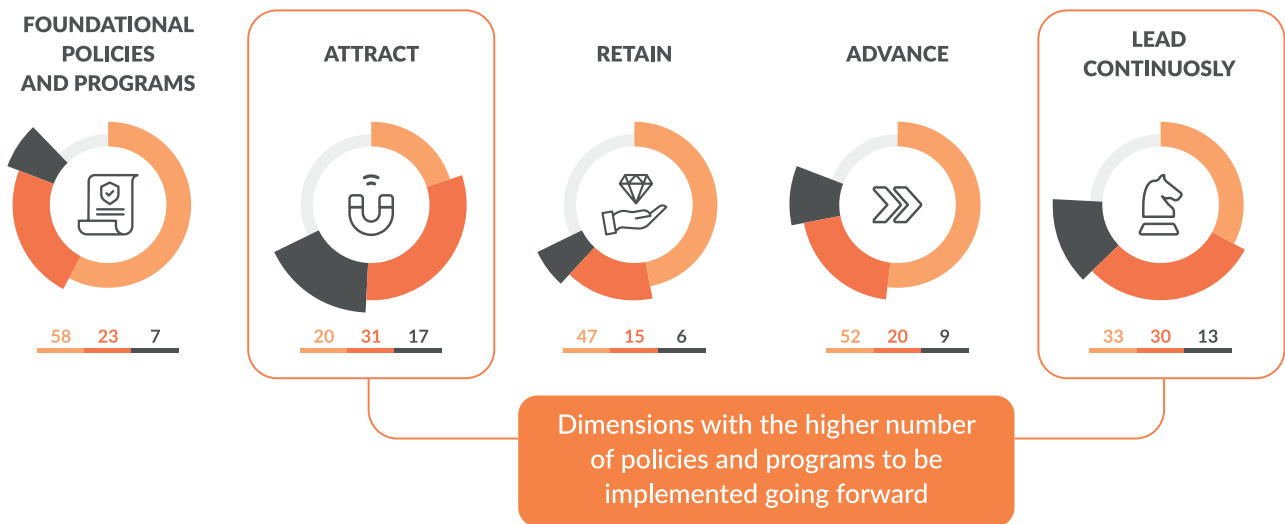 FOUNDATIONAL
POLICIES
AND PROGRAMS
58 23 7
ATTRACT
20 31 17
RETAIN
47 15 6
ADVANCE
52 20 9
LEAD
CONTINUOSLY
33 30 13
Dimensions with the higher number
of policies and programs to be
implemented going forward